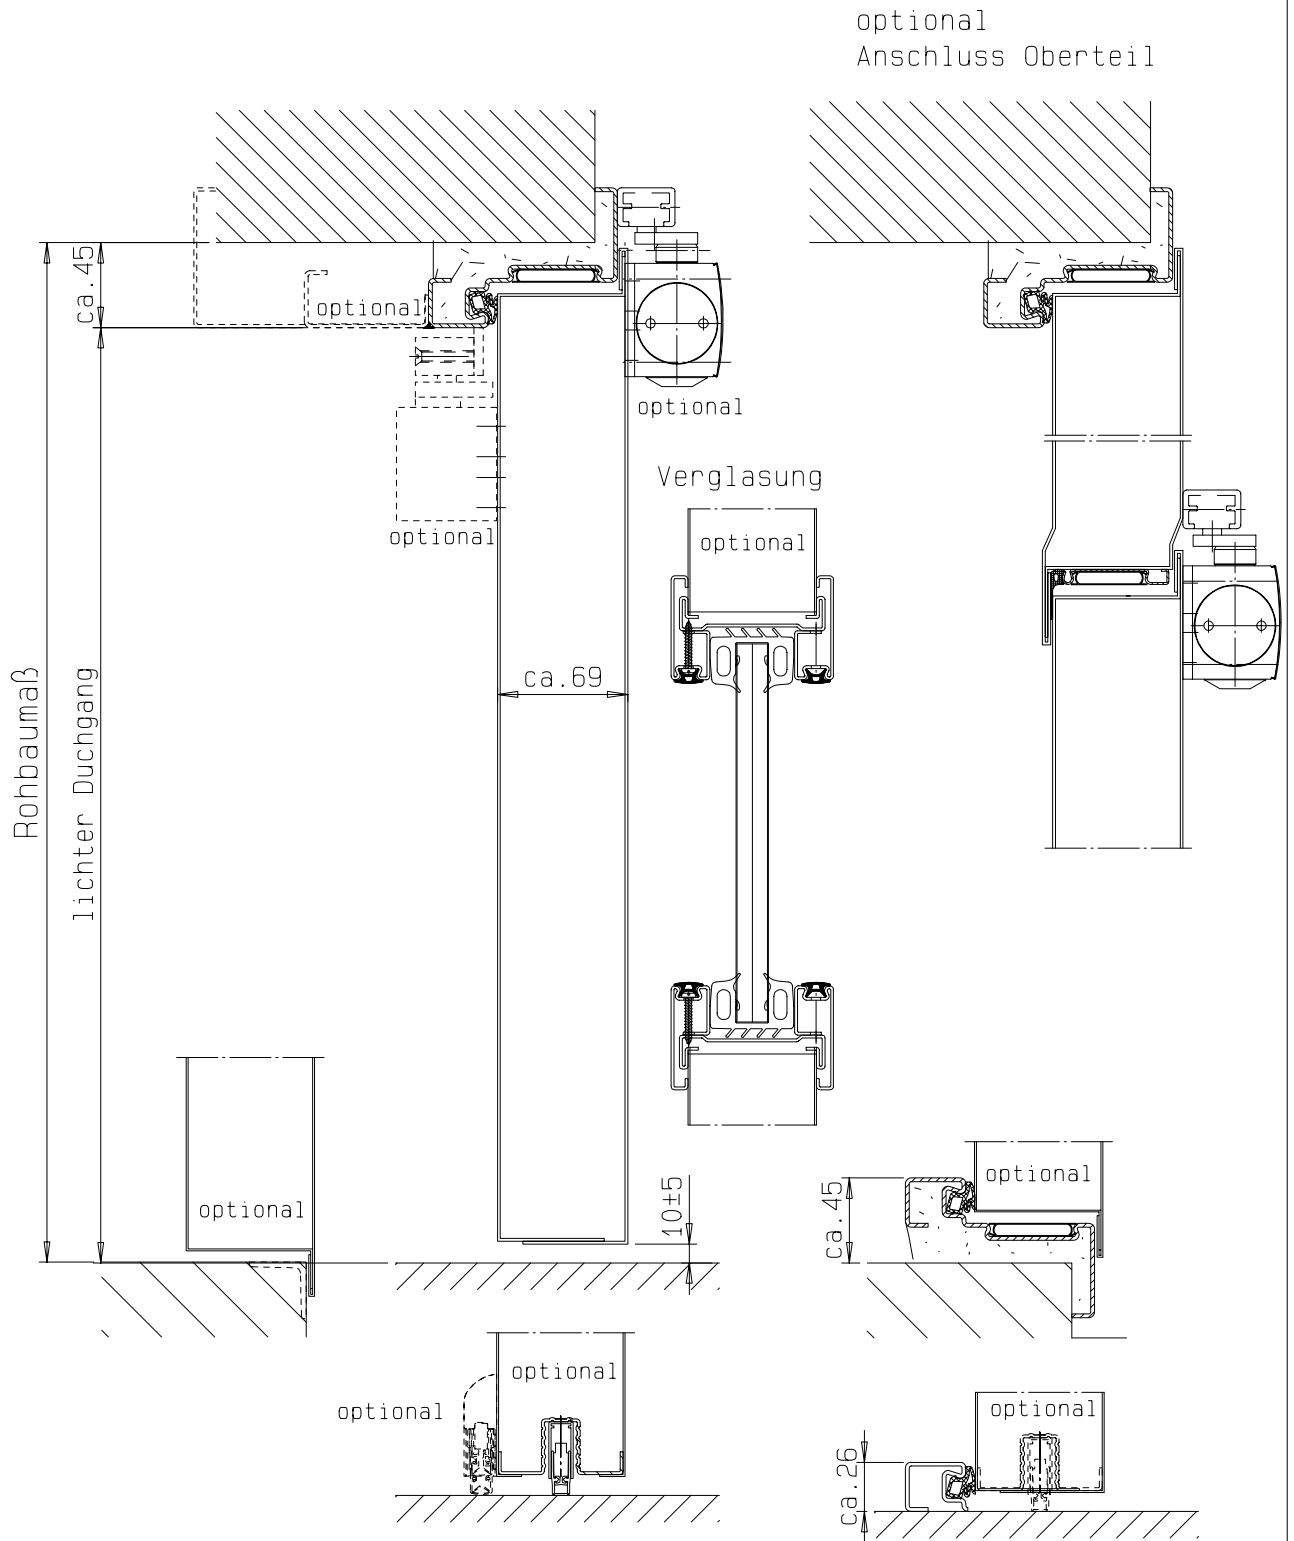 optional
Anschluss Oberteil
ca.45
optional
optional
optional
Verglasung
optional
ca.69
Rohbaumaß
lichter Duchgang
optional
10±5
optional
ca.45
optional
optional
optional
ca.26